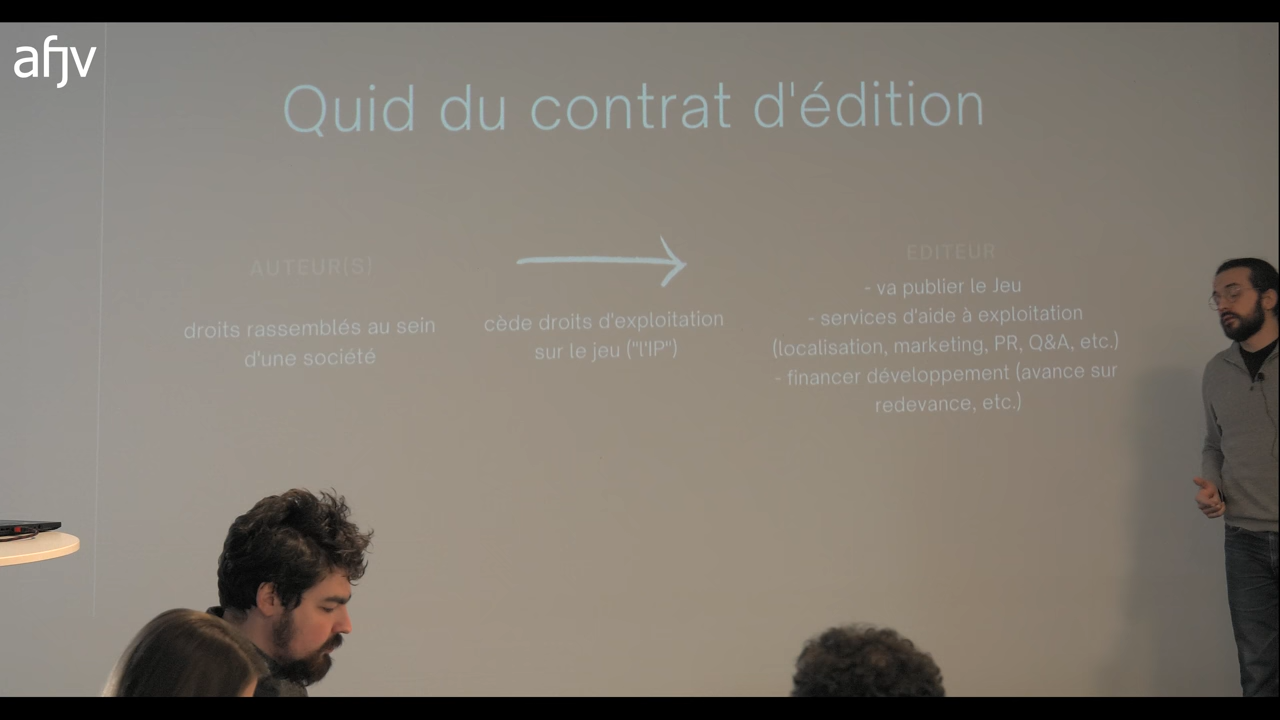 afjv
Quid du contrat d'édition
AUTEUR(S)
droits rassemblés au sein
d'une société
cède droits d'exploitation
sur le jeu ("l'IP")
EDITEUR
- va publier le Jeu
- services d'aide à exploitation
(localisation, marketing, PR, Q&A, etc.)
- financer développement (avance sur
redevance, etc.)